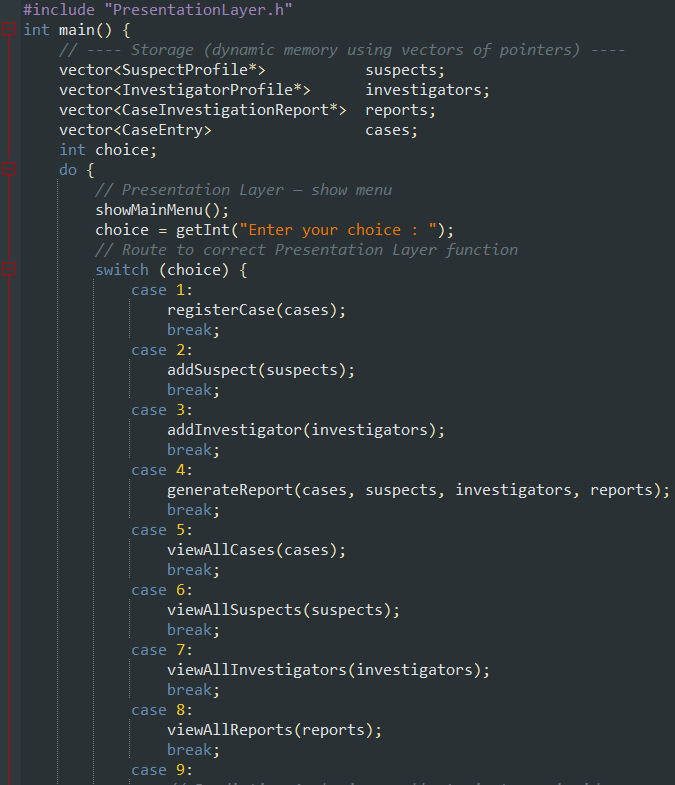 #include "PresentationLayer.h"
int main() {
    // ---- Storage (dynamic memory using vectors of pointers) ----
    vector<SuspectProfile*>           suspects;
    vector<InvestigatorProfile*>      investigators;
    vector<CaseInvestigationReport*>  reports;
    vector<CaseEntry>                 cases;
    int choice;
    do {
        // Presentation Layer — show menu
        showMainMenu();
        choice = getInt("Enter your choice : ");
        // Route to correct Presentation Layer function
        switch (choice) {
            case 1:
                registerCase(cases);
                break;
            case 2:
                addSuspect(suspects);
                break;
            case 3:
                addInvestigator(investigators);
                break;
            case 4:
                generateReport(cases, suspects, investigators, reports);
                break;
            case 5:
                viewAllCases(cases);
                break;
            case 6:
                viewAllSuspects(suspects);
                break;
            case 7:
                viewAllInvestigators(investigators);
                break;
            case 8:
                viewAllReports(reports);
                break;
            case 9: